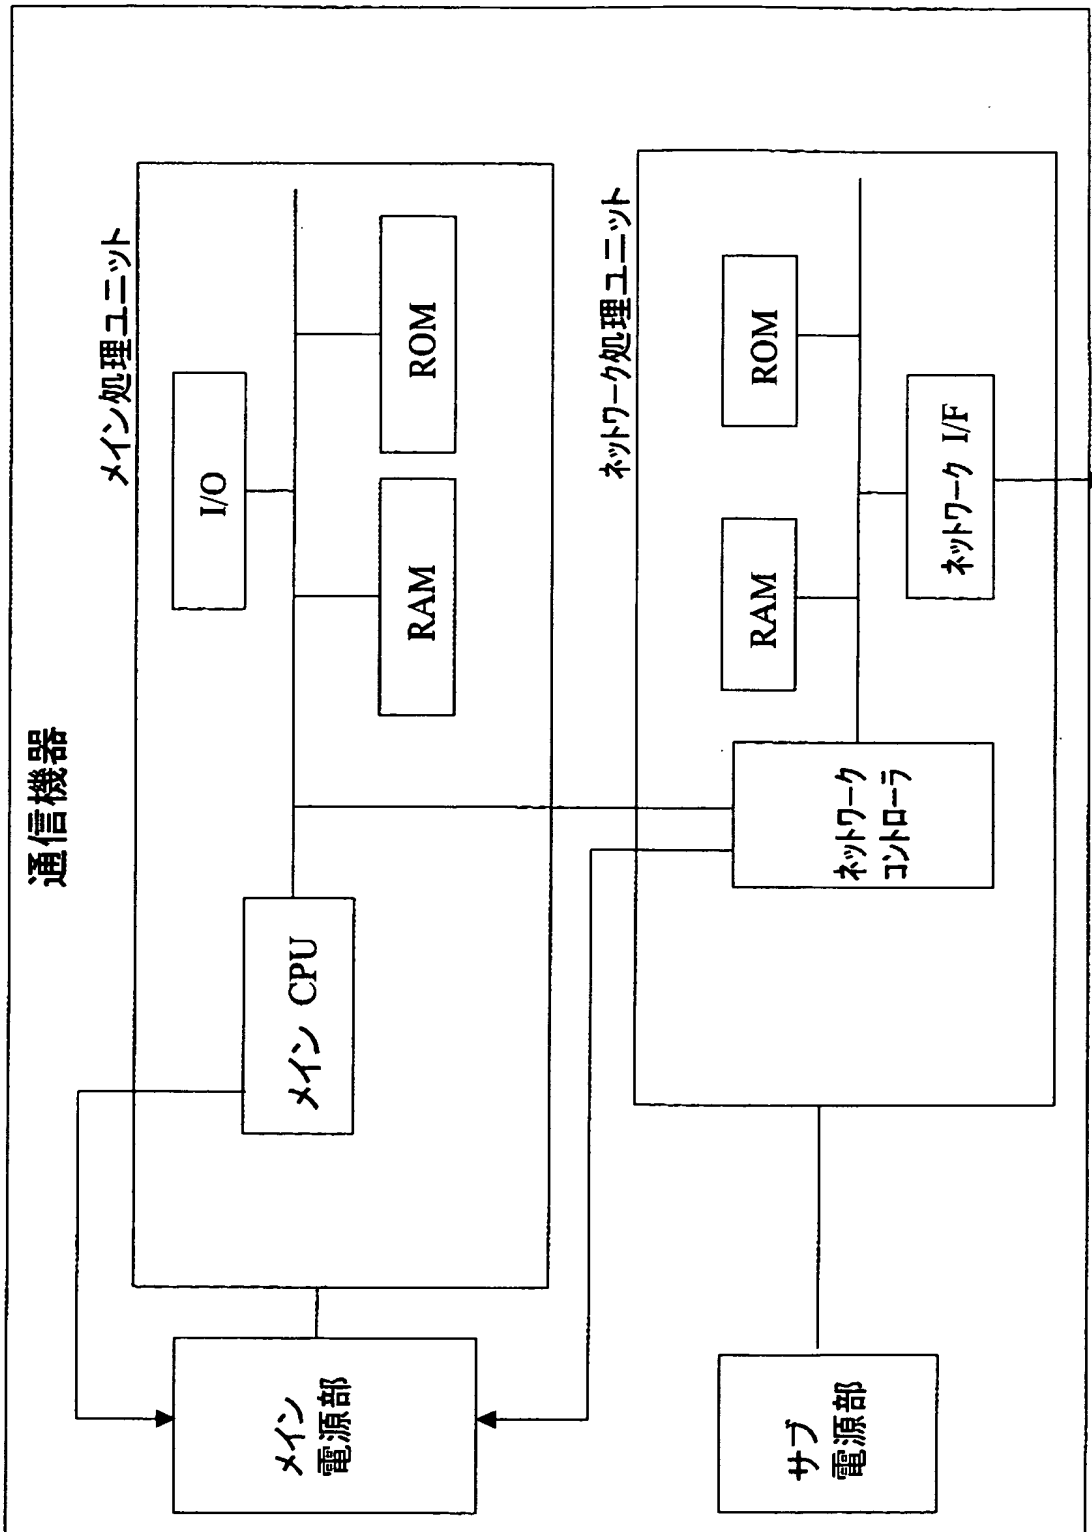 通信機器
メイン処理ユニット
I/O
メイン CPU
RAM
ROM
メイン
電源部
ネットワーク処理ユニット
RAM
ROM
ネットワーク
コントローラ
ネットワーク I/F
サブ
電源部